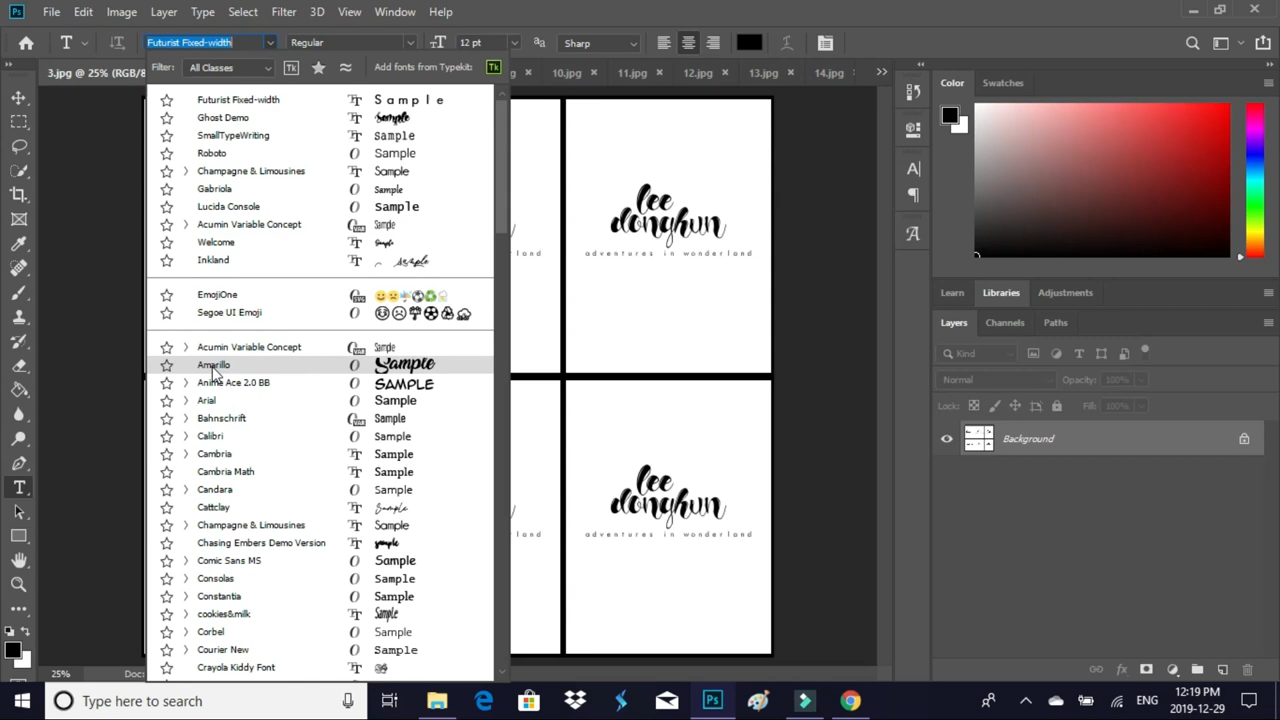 Ps File Edit Image Layer Type Select Filter 3D View Window Help
Futurist Fixed-width Regular 12 pt Sharp
3.jpg @ 25% (RGB/8 10.jpg 11.jpg 12.jpg 13.jpg 14.jpg
Filter: All Classes Tk Add fonts from Typekit: Tk
Futurist Fixed-width Sample
Ghost Demo Sample
SmallTypeWriting Sample
Roboto Sample
Champagne & Limousines Sample
Gabriola Sample
Lucida Console Sample
Acumin Variable Concept Sample
Welcome Sample
Inkland Sample
EmojiOne
Segoe UI Emoji
Acumin Variable Concept Sample
Amarillo Sample
Anime Ace 2.0 BB SAMPLE
Arial Sample
Bahnschrift Sample
Calibri Sample
Cambria Sample
Cambria Math Sample
Candara Sample
Cattclay Sample
Champagne & Limousines Sample
Chasing Embers Demo Version Sample
Comic Sans MS Sample
Consolas Sample
Constantia Sample
cookies&milk Sample
Corbel Sample
Courier New Sample
Crayola Kiddy Font
lee
donghun
adventures in wonderland
land
lee
donghun
adventures in wonderland
land
Color Swatches
Learn Libraries Adjustments
Layers Channels Paths
Kind
Normal Opacity: 100%
Lock: Fill: 100%
Background
25% Doc:
Type here to search
Ps
ENG
12:19 PM
2019-12-29